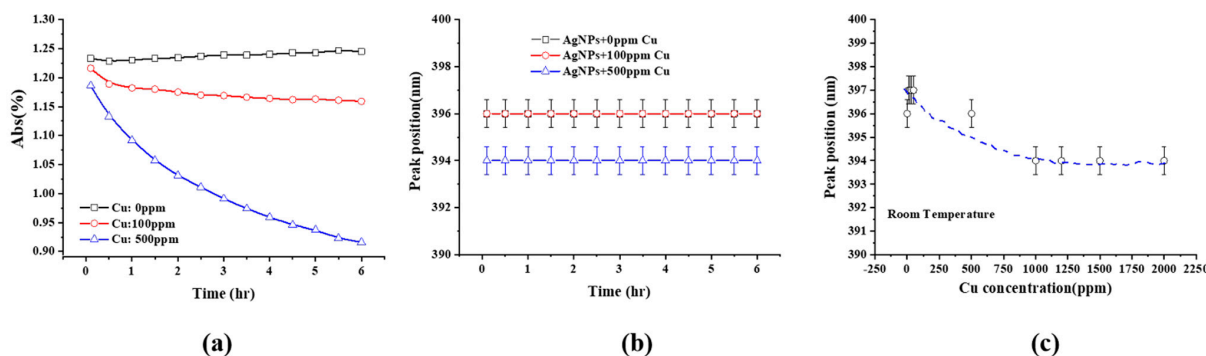 1.30
1.25
1.20
1.15
1.10
1.05
1.00
0.95
0.90
Abs(%)
Cu: 0ppm
Cu:100ppm
Cu: 500ppm
0 1 2 3 4 5 6
Time (hr)
(a)
400
398
396
394
392
390
Peak position(nm)
AgNPs+0ppm Cu
AgNPs+100ppm Cu
AgNPs+500ppm Cu
0 1 2 3 4 5 6
Time (hr)
(b)
400
399
398
397
396
395
394
393
392
391
390
Peak position (nm)
Room Temperature
-250 0 250 500 750 1000 1250 1500 1750 2000 2250
Cu concentration(ppm)
(c)